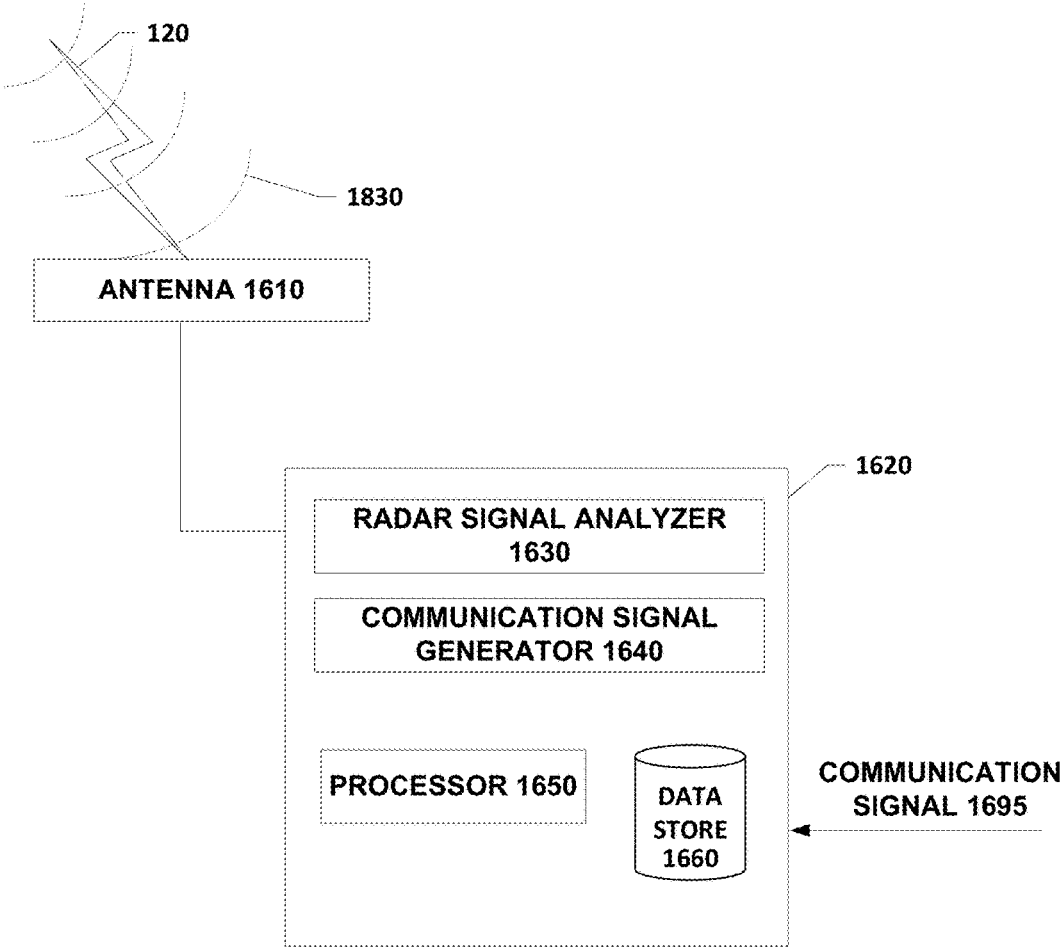 120
1830
ANTENNA 1610
1620
RADAR SIGNAL ANALYZER
1630
COMMUNICATION SIGNAL
GENERATOR 1640
PROCESSOR 1650
DATA
STORE
1660
COMMUNICATION
SIGNAL 1695